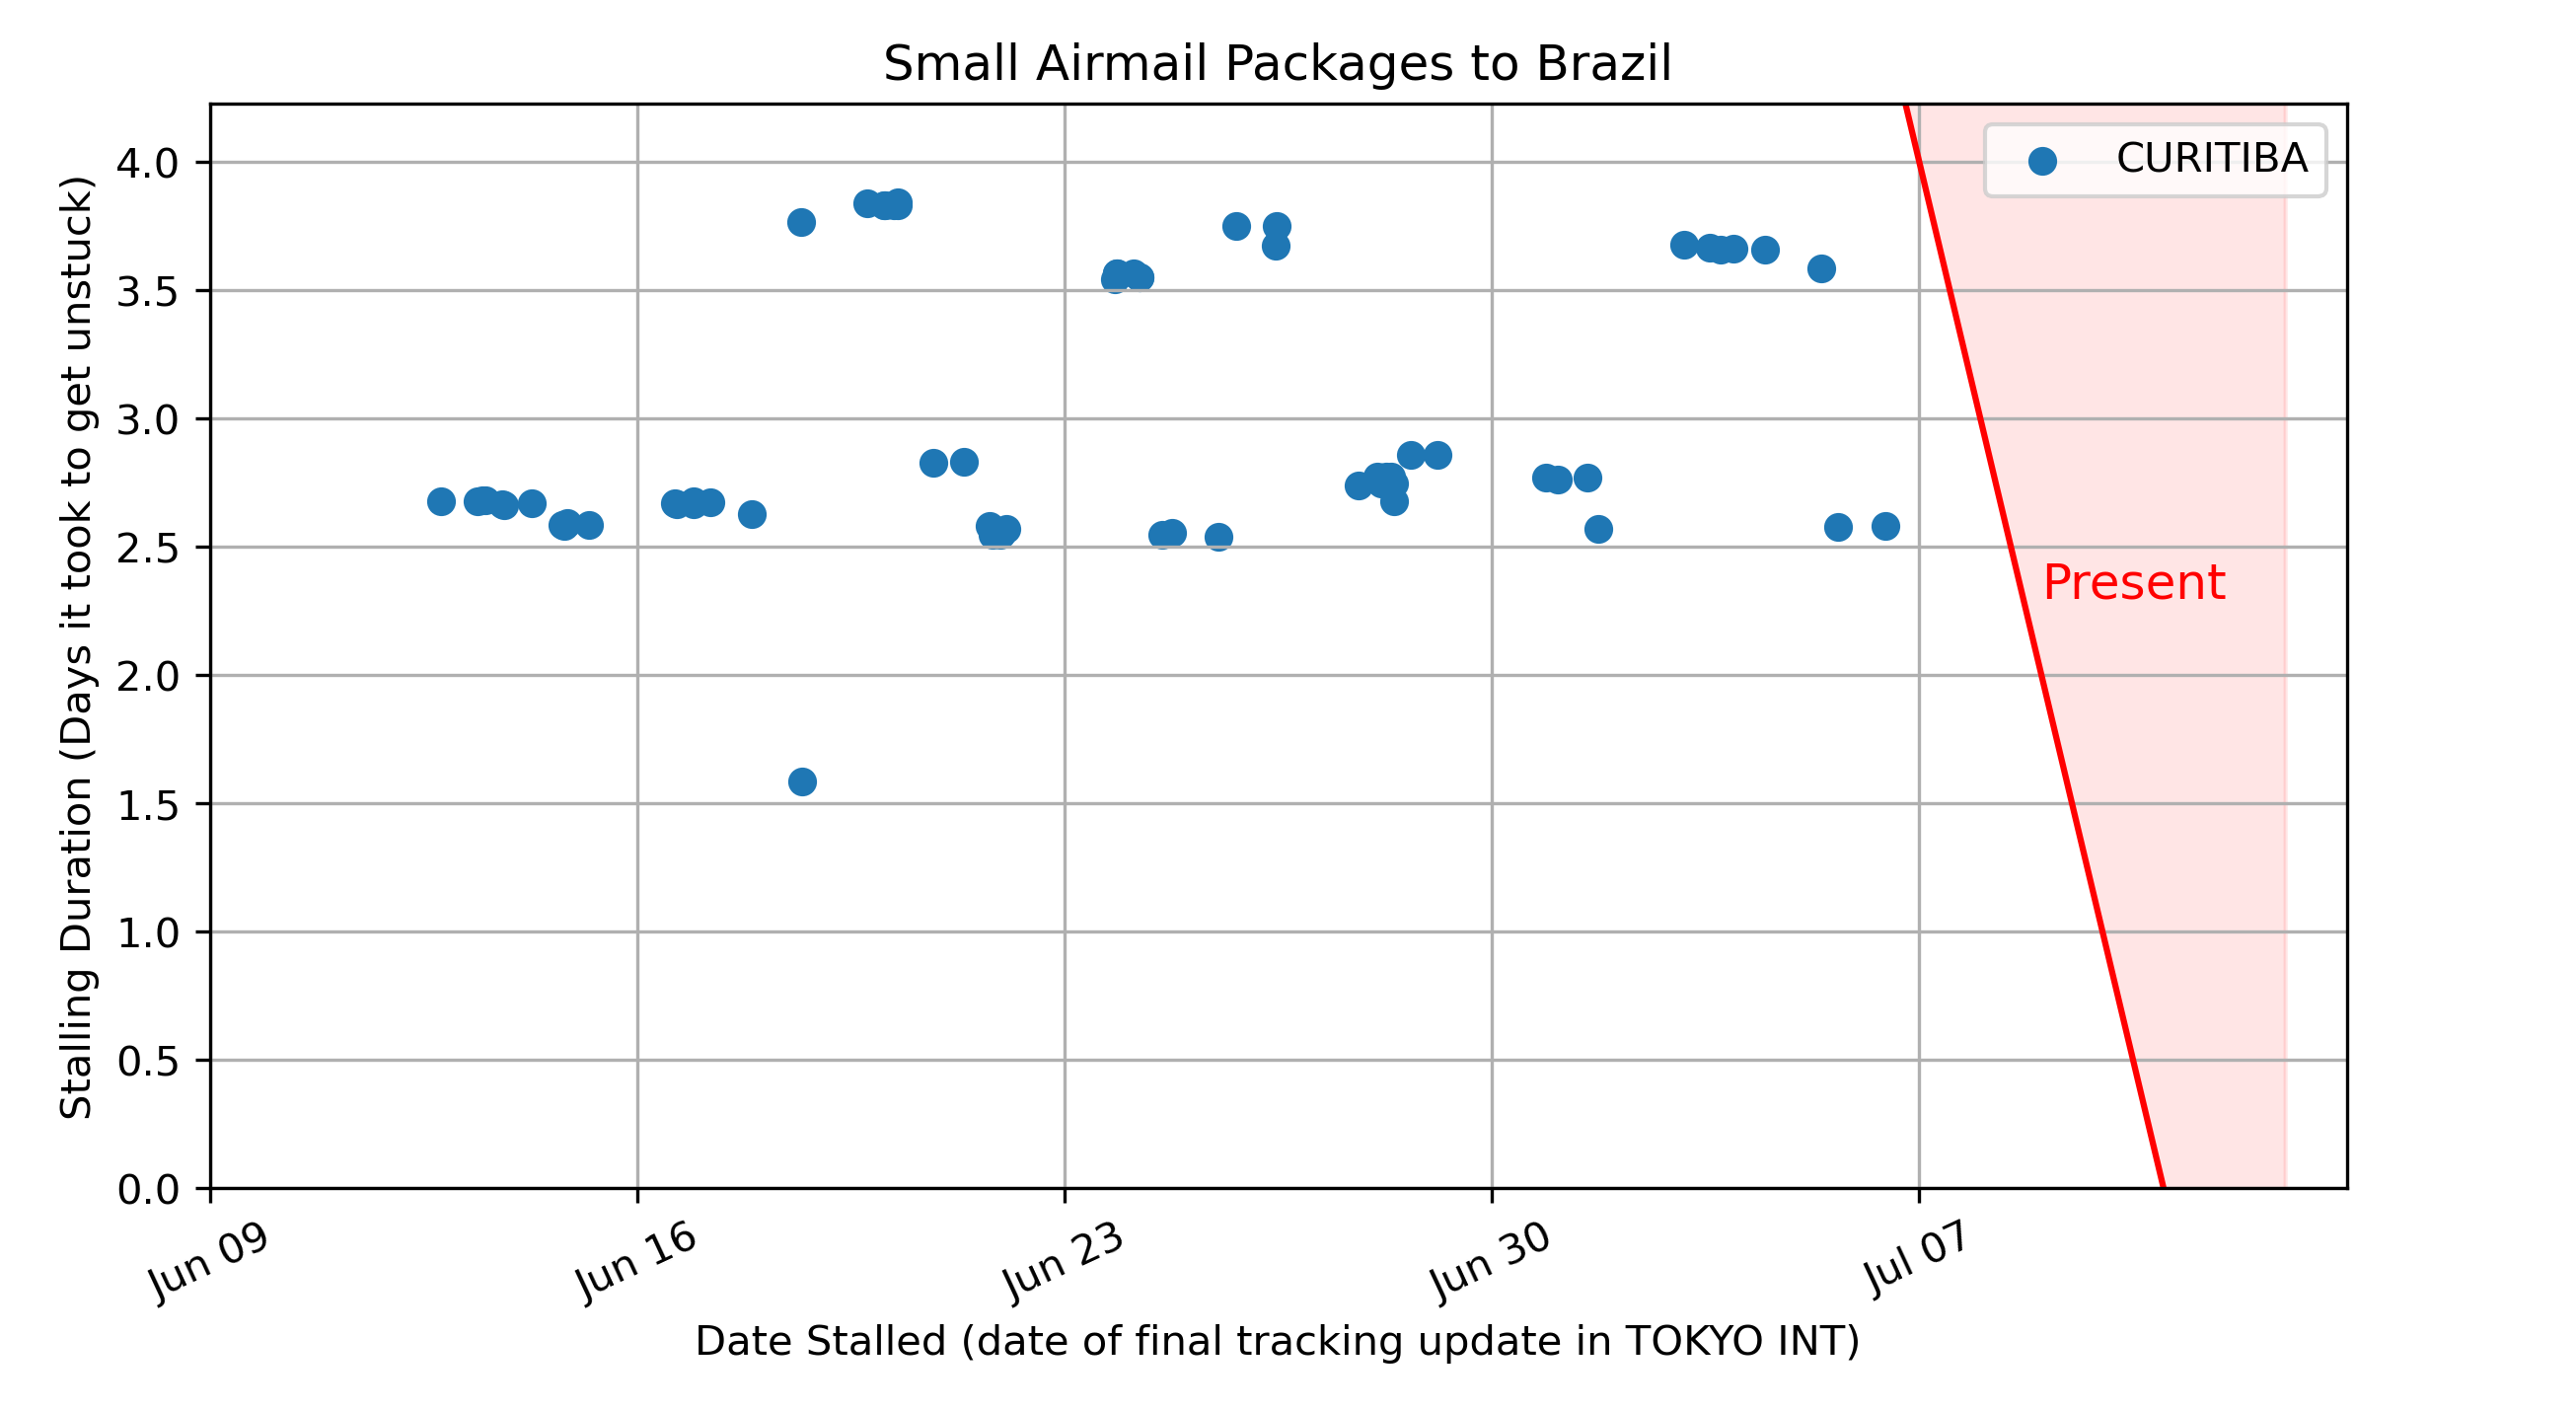 Small Airmail Packages to Brazil
CURITIBA
4.0
3.5
3.0
2.5
2.0
1.5
1.0
0.5
0.0
Stalling Duration (Days it took to get unstuck)
Present
Jun 09
Jun 16
Jun 23
Jun 30
Jul 07
Date Stalled (date of final tracking update in TOKYO INT)